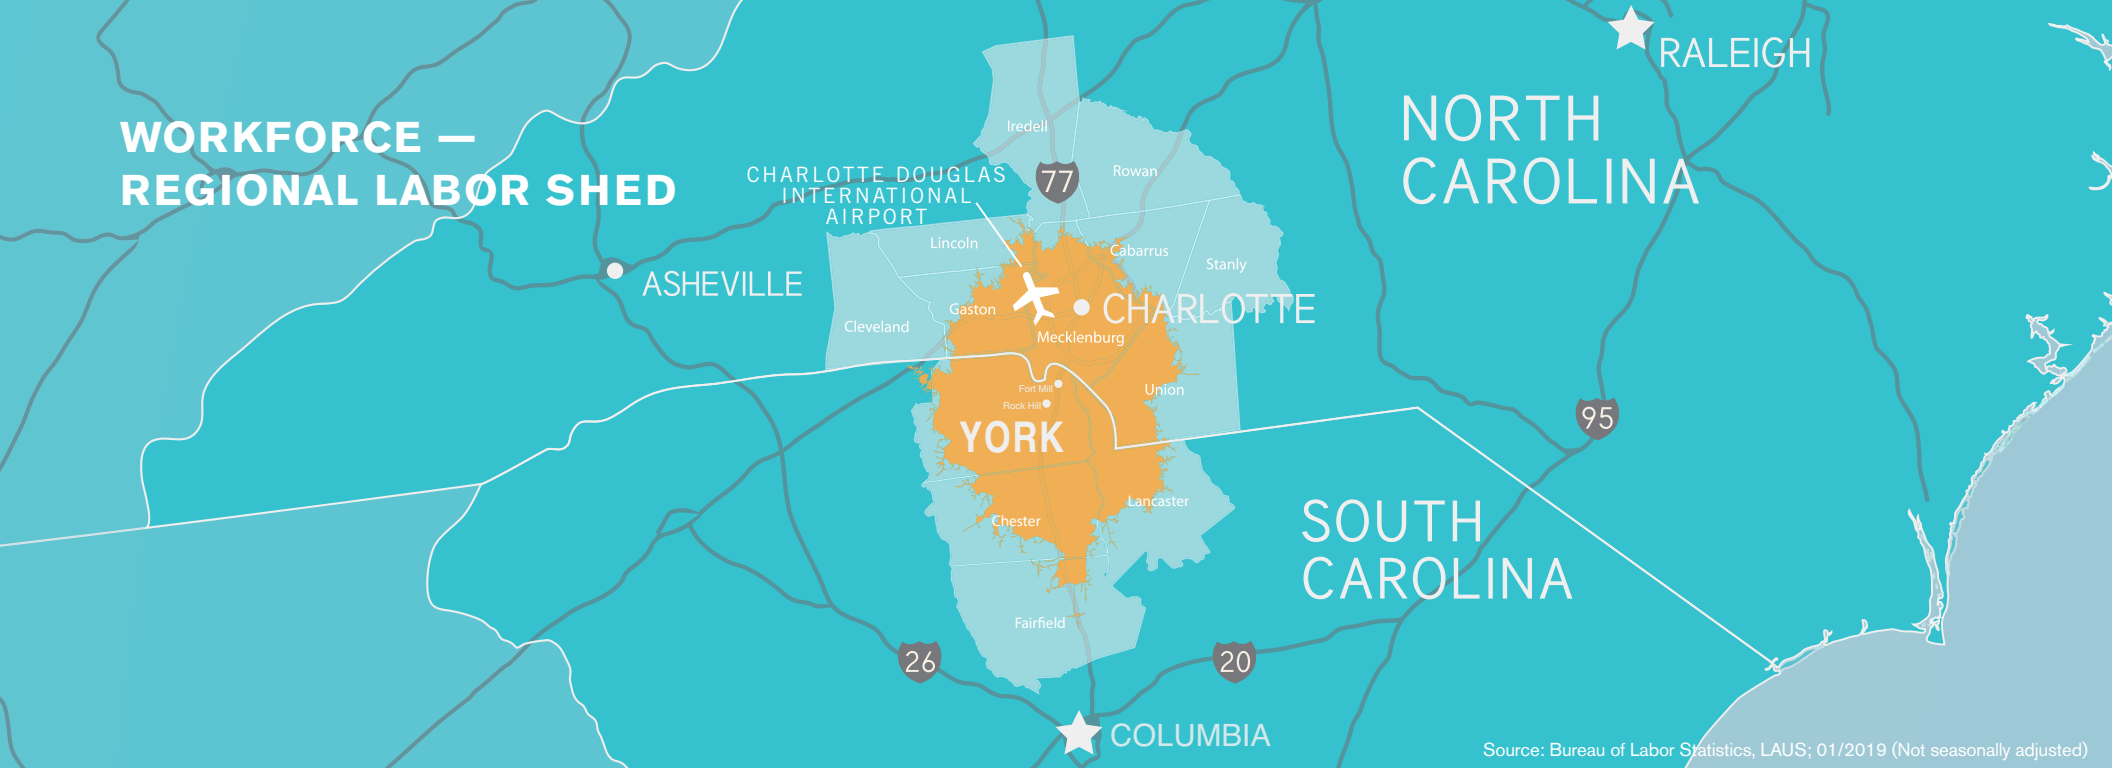 WORKFORCE —
REGIONAL LABOR SHED
RALEIGH
NORTH
CAROLINA
Iredell
77
Rowan
CHARLOTTE DOUGLAS
INTERNATIONAL
AIRPORT
Lincoln
Cabarrus
Stanly
ASHEVILLE
Gaston
CHARLOTTE
Cleveland
Mecklenburg
Fort Mill
Union
Rock Hill
95
YORK
Lancaster
Chester
SOUTH
CAROLINA
Fairfield
26
20
COLUMBIA
Source: Bureau of Labor Statistics, LAUS; 01/2019 (Not seasonally adjusted)